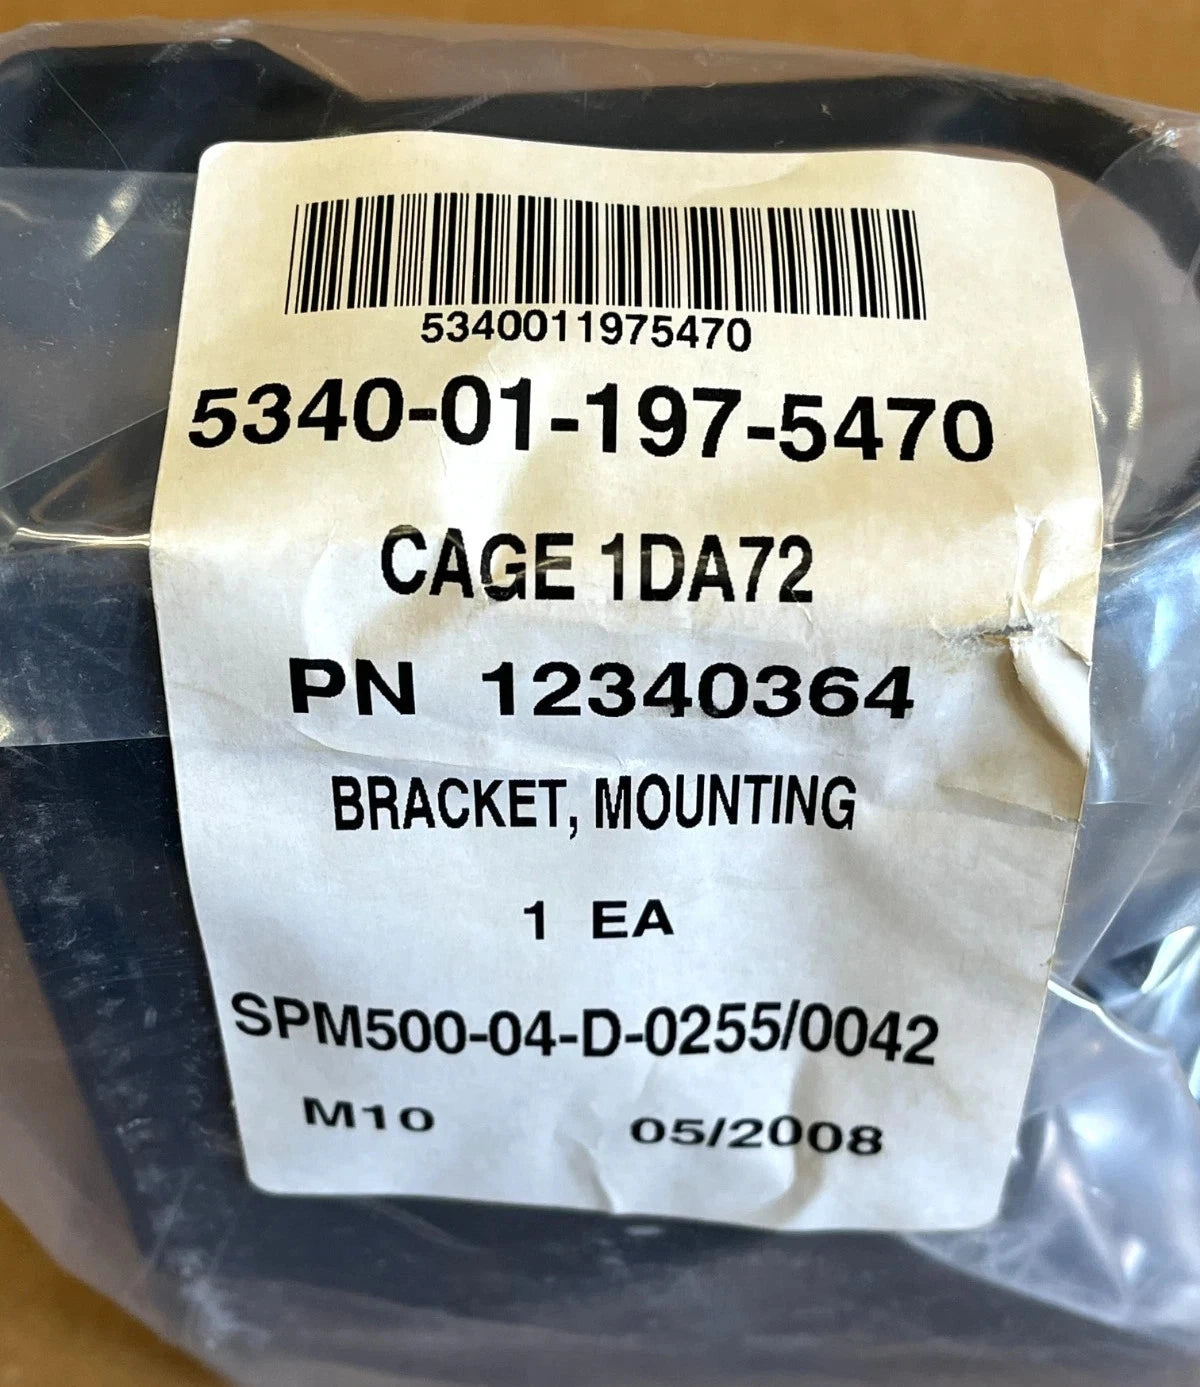 5340011975470
5340-01-197-5470
CAGE 1DA72
PN 12340364
BRACKET, MOUNTING
1 EA
SPM500-04-D-0255/0042
M10 05/2008